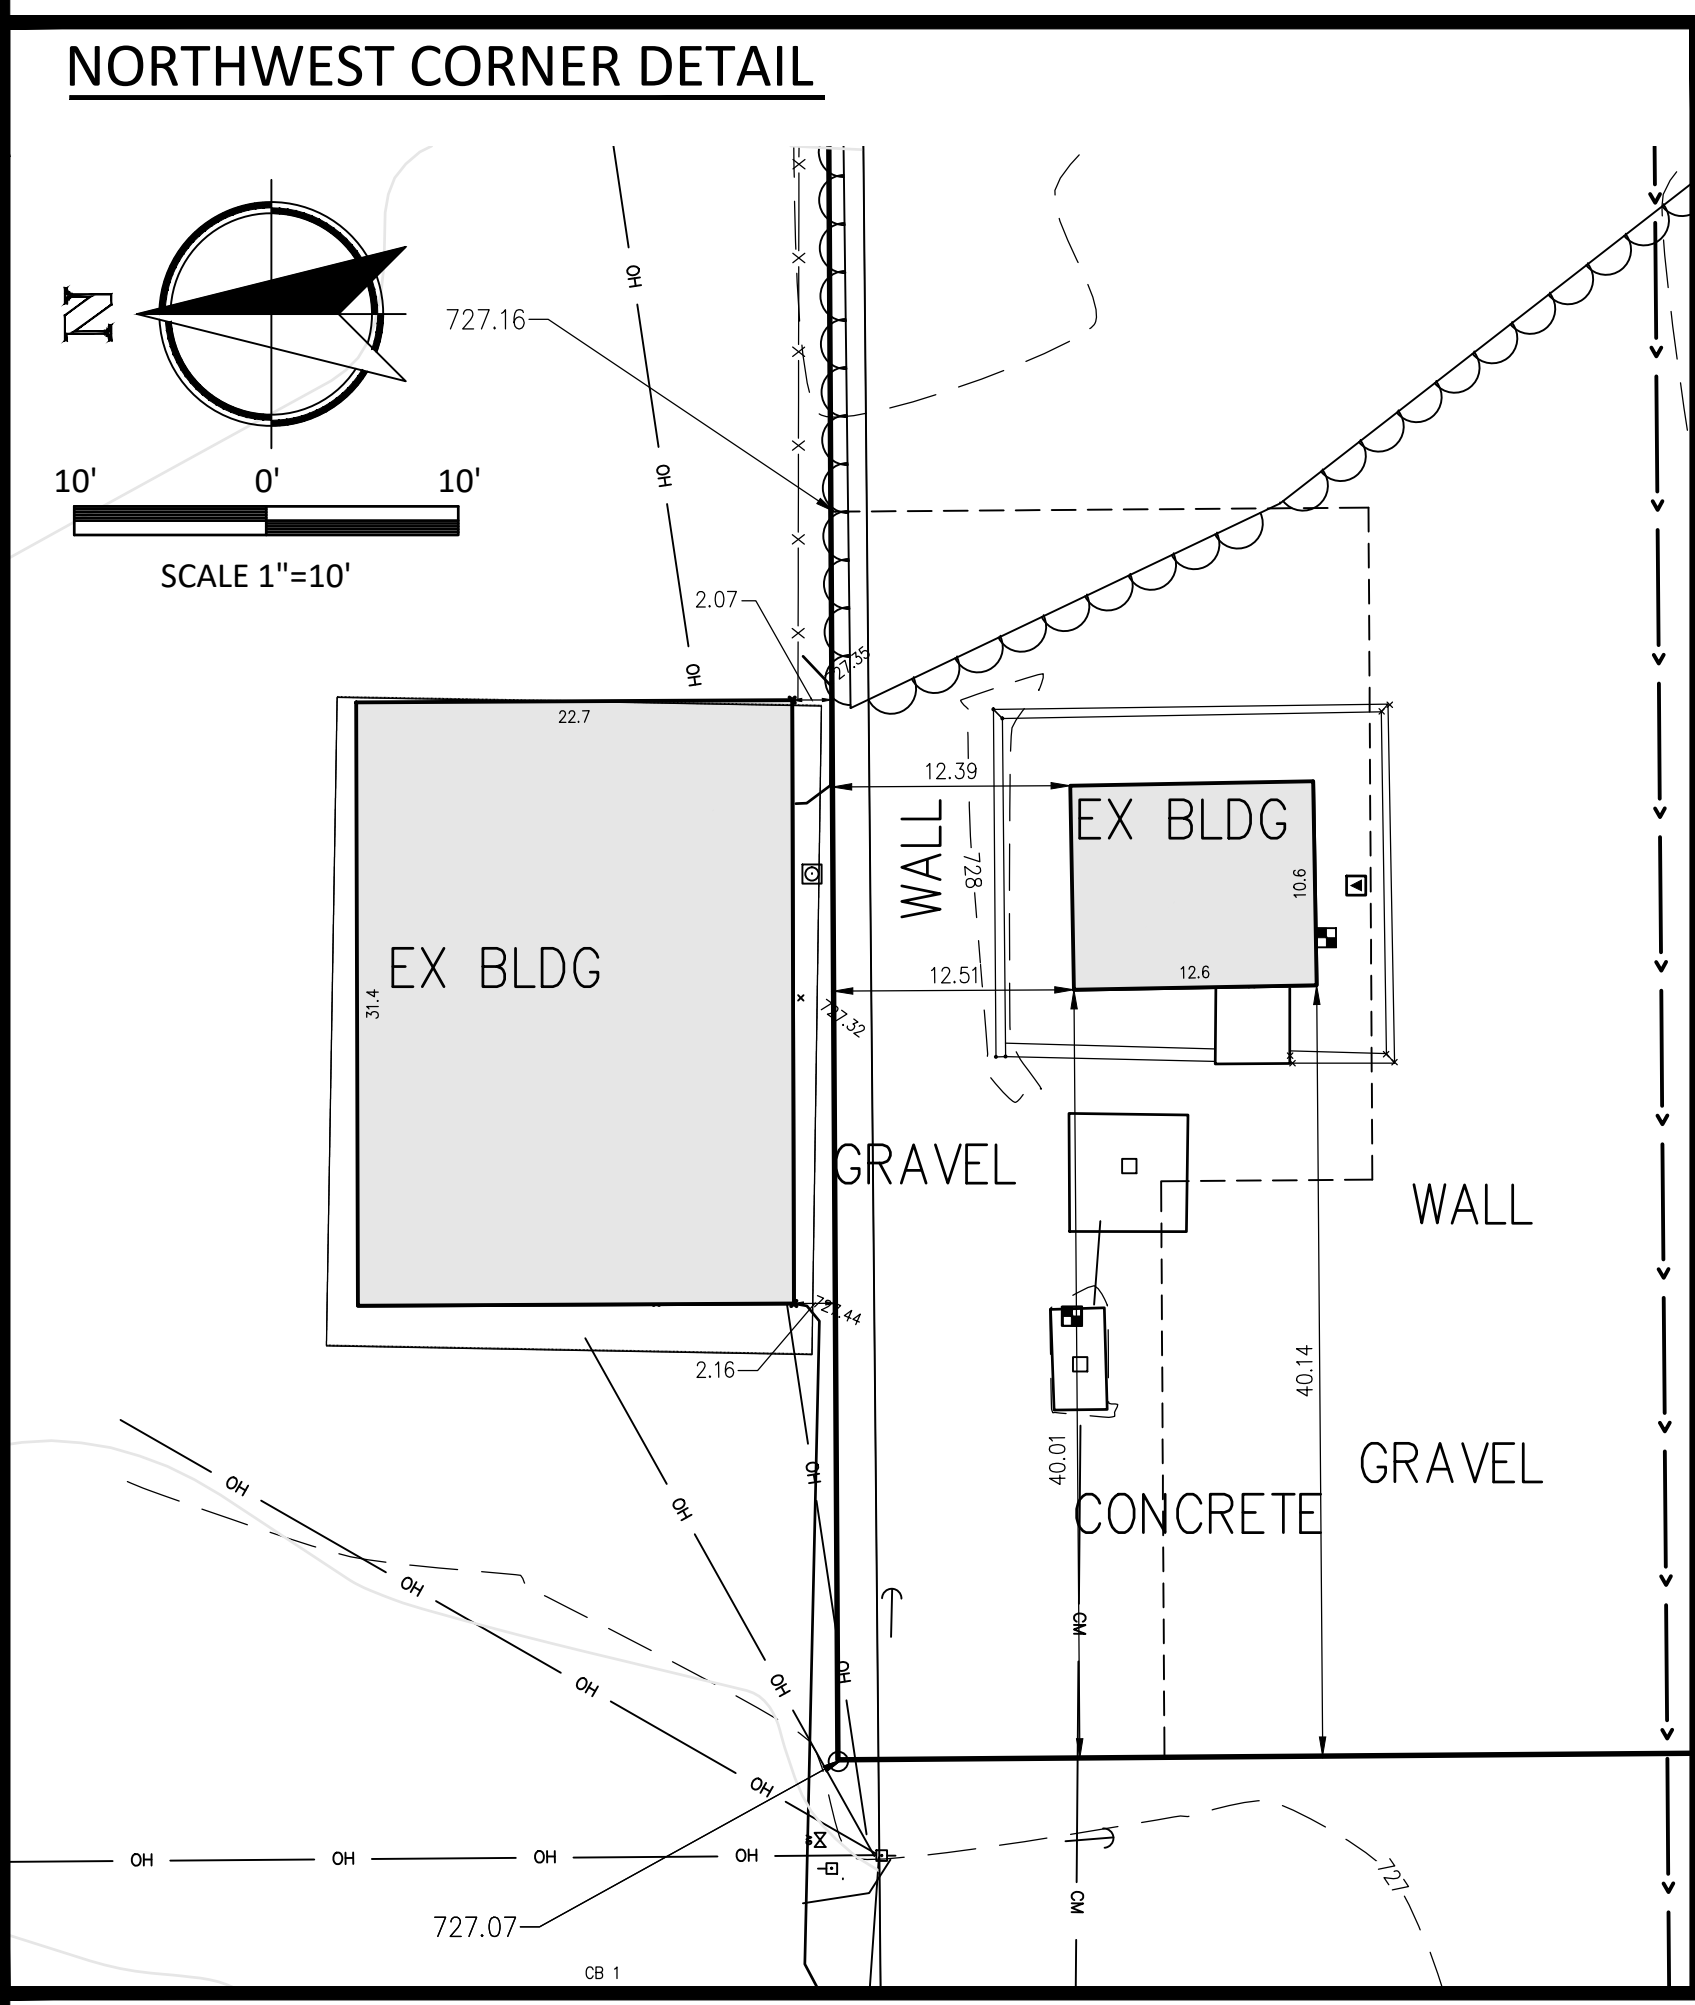 NORTHWEST CORNER DETAIL
N
727.16
10' 0' 10'
SCALE 1"=10'
OH
OH
OH
2.07
727.35
22.7
12.39
EX BLDG
WALL
728
10.6
EX BLDG
31.4
12.51
12.6
727.32
GRAVEL
WALL
727.44
2.16
40.14
40.01
GRAVEL
OH
OH
OH
CONCRETE
OH
CM
OH
OH
OH
OH
OH
OH
OH
OH
727
CM
727.07
CB 1